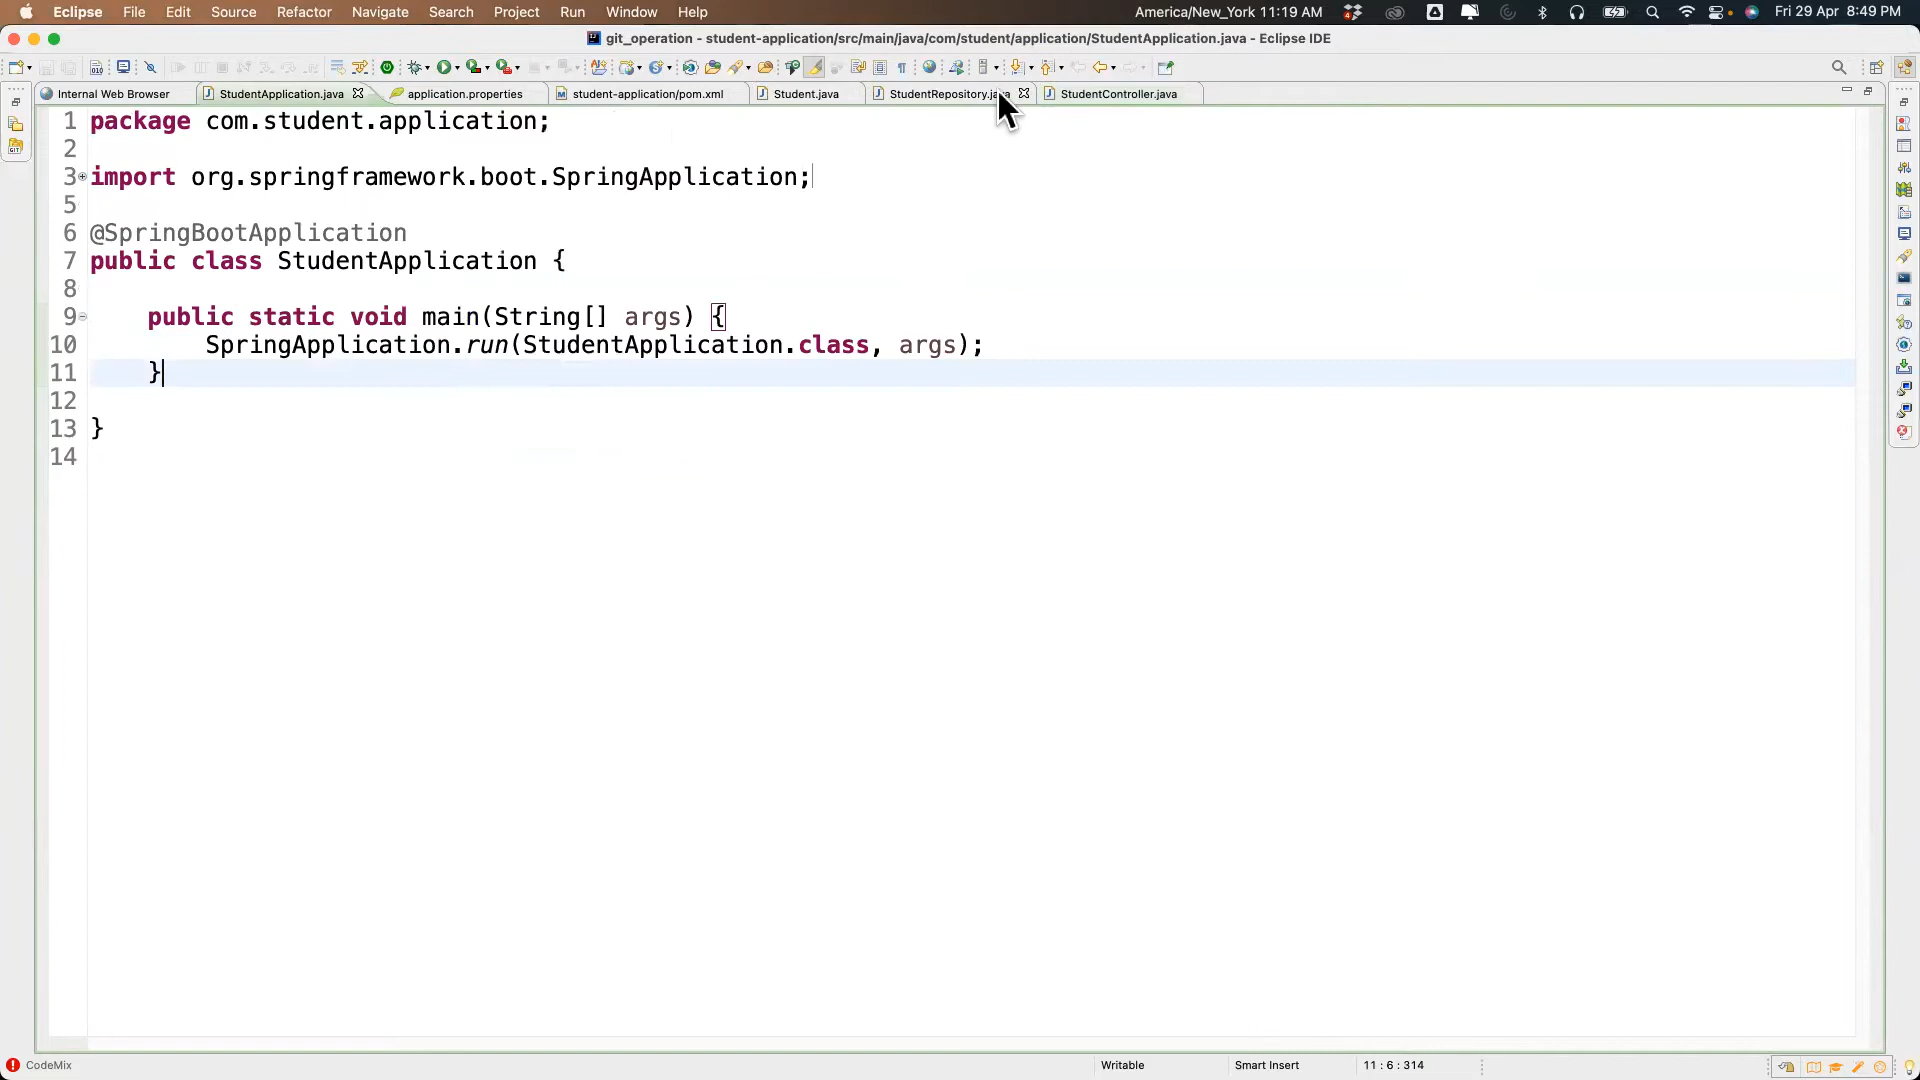 Eclipse File Edit Source Refactor Navigate Search Project Run Window Help America/New_York 11:19 AM Fri 29 Apr 8:49 PM
git_operation - student-application/src/main/java/com/student/application/StudentApplication.java - Eclipse IDE
Internal Web Browser StudentApplication.java application.properties student-application/pom.xml Student.java StudentRepository.java StudentController.java
1 package com.student.application;
2
3 import org.springframework.boot.SpringApplication;
5
6 @SpringBootApplication
7 public class StudentApplication {
8
9 public static void main(String[] args) {
10 SpringApplication.run(StudentApplication.class, args);
11 }
12
13 }
14
CodeMix Writable Smart Insert 11 : 6 : 314